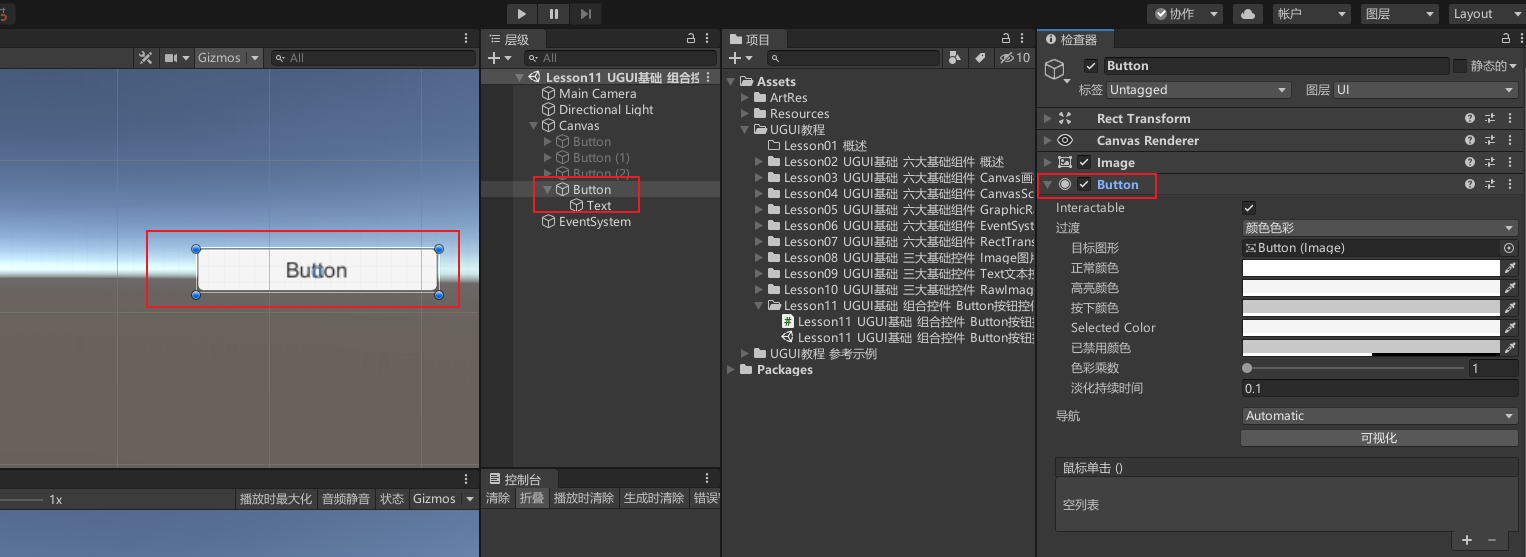 协作
帐户
图层
Layout
Gizmos
All
层级
All
Lesson11 UGUI基础 组合控
Main Camera
Directional Light
Canvas
Button
Button (1)
Button (2)
Button
Text
EventSystem
Button
1x
播放时最大化
音频静音
状态
Gizmos
控制台
清除
折叠
播放时清除
生成时清除
项目
10
Assets
ArtRes
Resources
UGUI教程
Lesson01 概述
Lesson02 UGUI基础 六大基础组件 概述
Lesson03 UGUI基础 六大基础组件 Canvas画
Lesson04 UGUI基础 六大基础组件 CanvasSc
Lesson05 UGUI基础 六大基础组件 GraphicRa
Lesson06 UGUI基础 六大基础组件 EventSyst
Lesson07 UGUI基础 六大基础组件 RectTrans
Lesson08 UGUI基础 三大基础控件 Image图片
Lesson09 UGUI基础 三大基础控件 Text文本控
Lesson10 UGUI基础 三大基础控件 RawImag
Lesson11 UGUI基础 组合控件 Button按钮控件
Lesson11 UGUI基础 组合控件 Button按钮
Lesson11 UGUI基础 组合控件 Button按钮控
UGUI教程 参考示例
Packages
检查器
Button
静态的
标签 Untagged
图层 UI
Rect Transform
Canvas Renderer
Image
Button
Interactable
过渡 颜色色彩
目标图形 Button (Image)
正常颜色
高亮颜色
按下颜色
Selected Color
已禁用颜色
色彩乘数 1
淡化持续时间 0.1
导航 Automatic
可视化
鼠标单击 ()
空列表